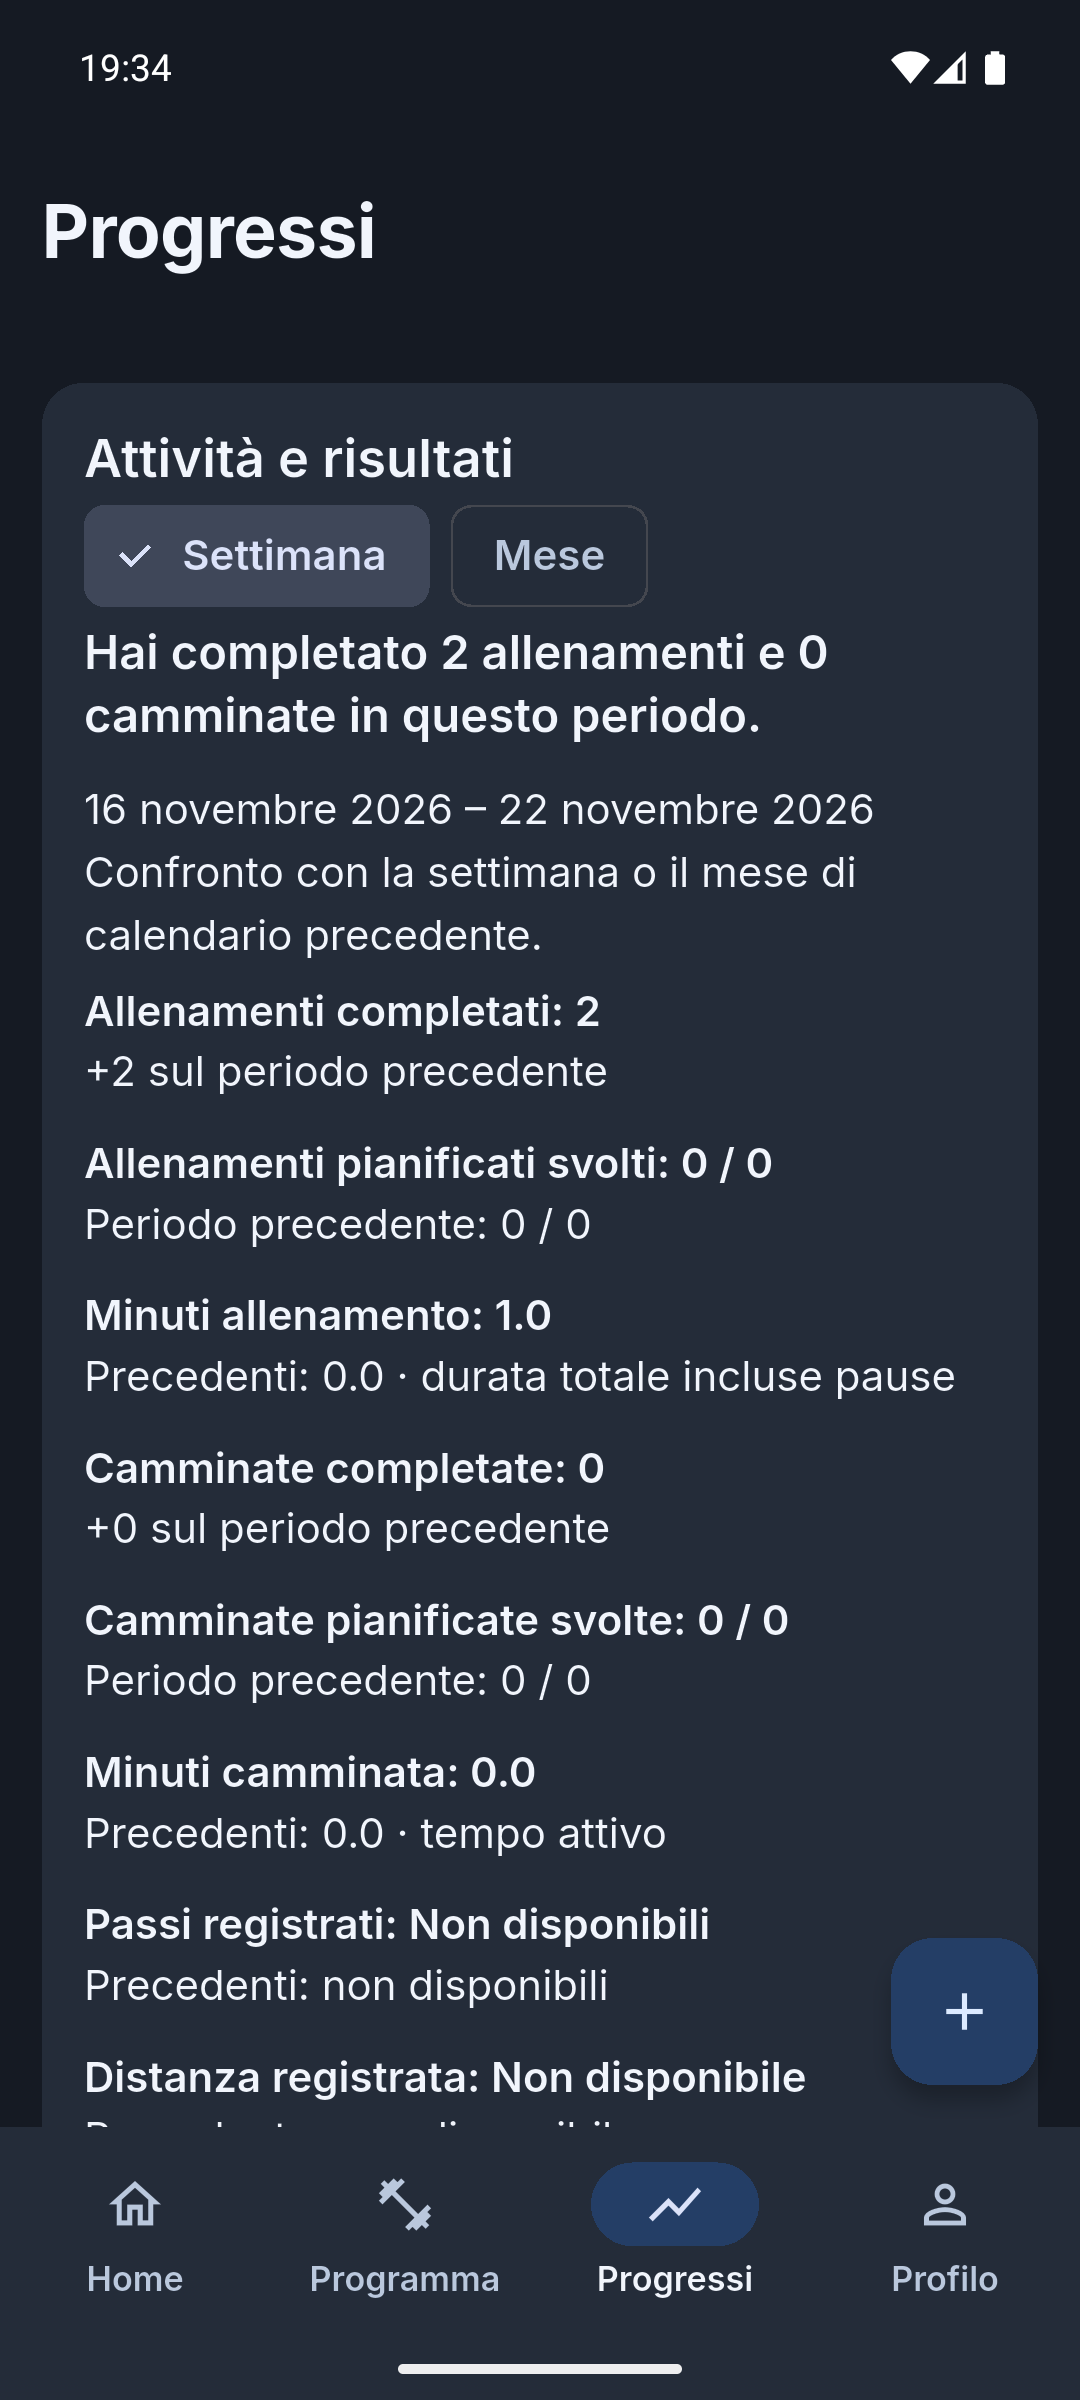 19:34
Progressi
Attività e risultati
Settimana
Mese
Hai completato 2 allenamenti e 0
camminate in questo periodo.
16 novembre 2026 – 22 novembre 2026
Confronto con la settimana o il mese di
calendario precedente.
Allenamenti completati: 2
+2 sul periodo precedente
Allenamenti pianificati svolti: 0 / 0
Periodo precedente: 0 / 0
Minuti allenamento: 1.0
Precedenti: 0.0 · durata totale incluse pause
Camminate completate: 0
+0 sul periodo precedente
Camminate pianificate svolte: 0 / 0
Periodo precedente: 0 / 0
Minuti camminata: 0.0
Precedenti: 0.0 · tempo attivo
Passi registrati: Non disponibili
Precedenti: non disponibili
Distanza registrata: Non disponibile
Home
Programma
Progressi
Profilo